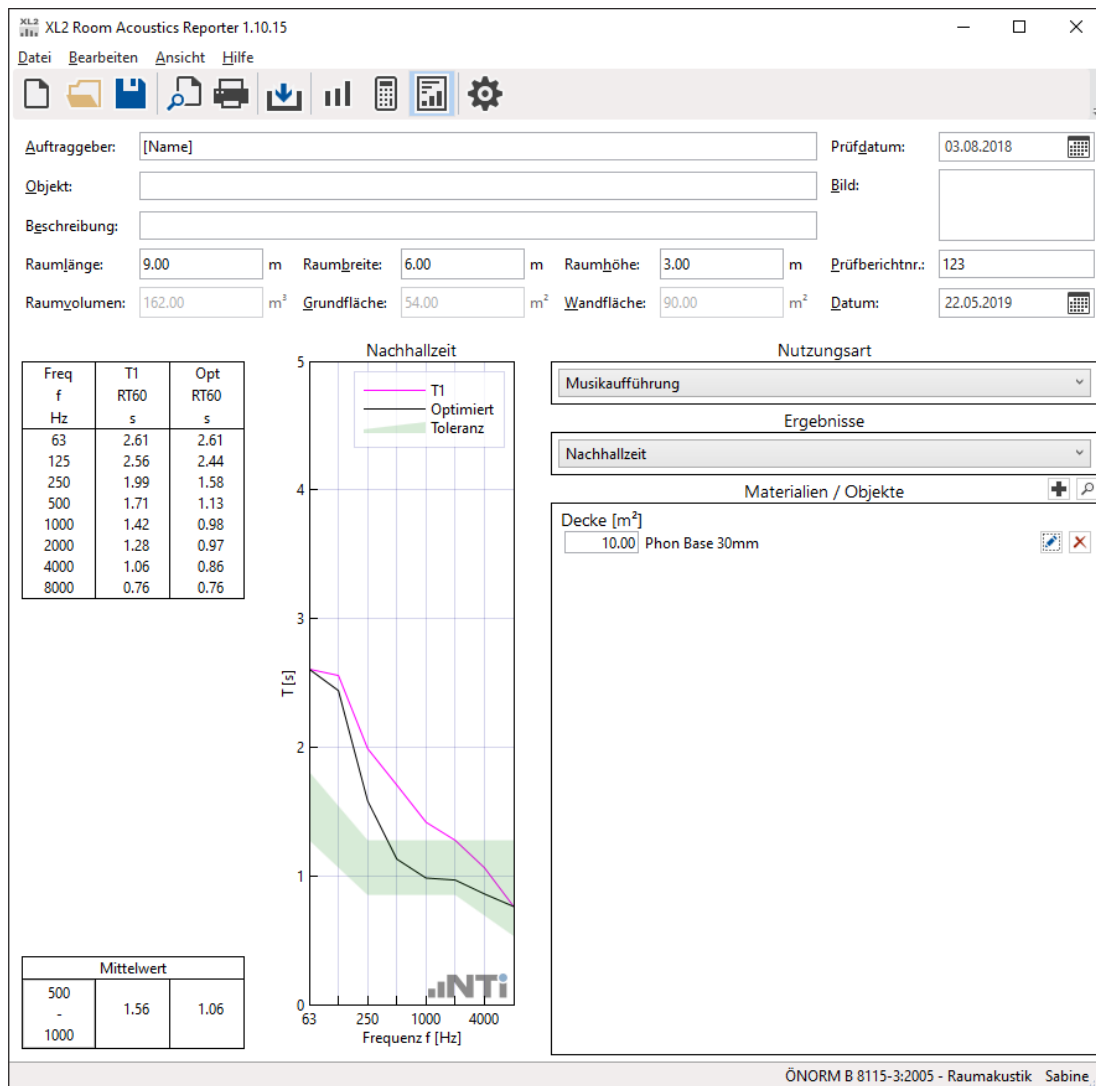 XL2 Room Acoustics Reporter 1.10.15
Datei Bearbeiten Ansicht Hilfe
Auftraggeber: [Name] Prüfdatum: 03.08.2018
Objekt: Bild:
Beschreibung:
Raumlänge: 9.00 m Raumbreite: 6.00 m Raumhöhe: 3.00 m Prüfberichtnr.: 123
Raumvolumen: 162.00 m³ Grundfläche: 54.00 m² Wandfläche: 90.00 m² Datum: 22.05.2019
Freq T1 Opt
f RT60 RT60
Hz s s
63 2.61 2.61
125 2.56 2.44
250 1.99 1.58
500 1.71 1.13
1000 1.42 0.98
2000 1.28 0.97
4000 1.06 0.86
8000 0.76 0.76
Mittelwert
500 - 1000 1.56 1.06
Nachhallzeit
T1
Optimiert
Toleranz
5
4
3
2
1
0
T [s]
63 250 1000 4000
Frequenz f [Hz]
NTi
Nutzungsart
Musikaufführung
Ergebnisse
Nachhallzeit
Materialien / Objekte
Decke [m²]
10.00 Phon Base 30mm
ÖNORM B 8115-3:2005 - Raumakustik Sabine